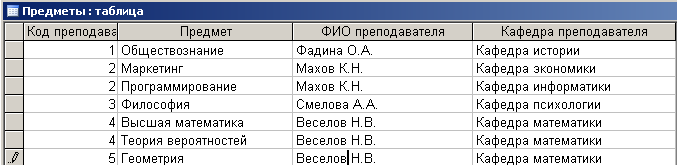 Предметы : таблица
Код преподава Предмет ФИО преподавателя Кафедра преподавателя
1 Обществознание Фадина О.А. Кафедра истории
2 Маркетинг Махов К.Н. Кафедра экономики
2 Программирование Махов К.Н. Кафедра информатики
3 Философия Смелова А.А. Кафедра психологии
4 Высшая математика Веселов Н.В. Кафедра математики
4 Теория вероятностей Веселов Н.В. Кафедра математики
5 Геометрия Веселов Н.В. Кафедра математики